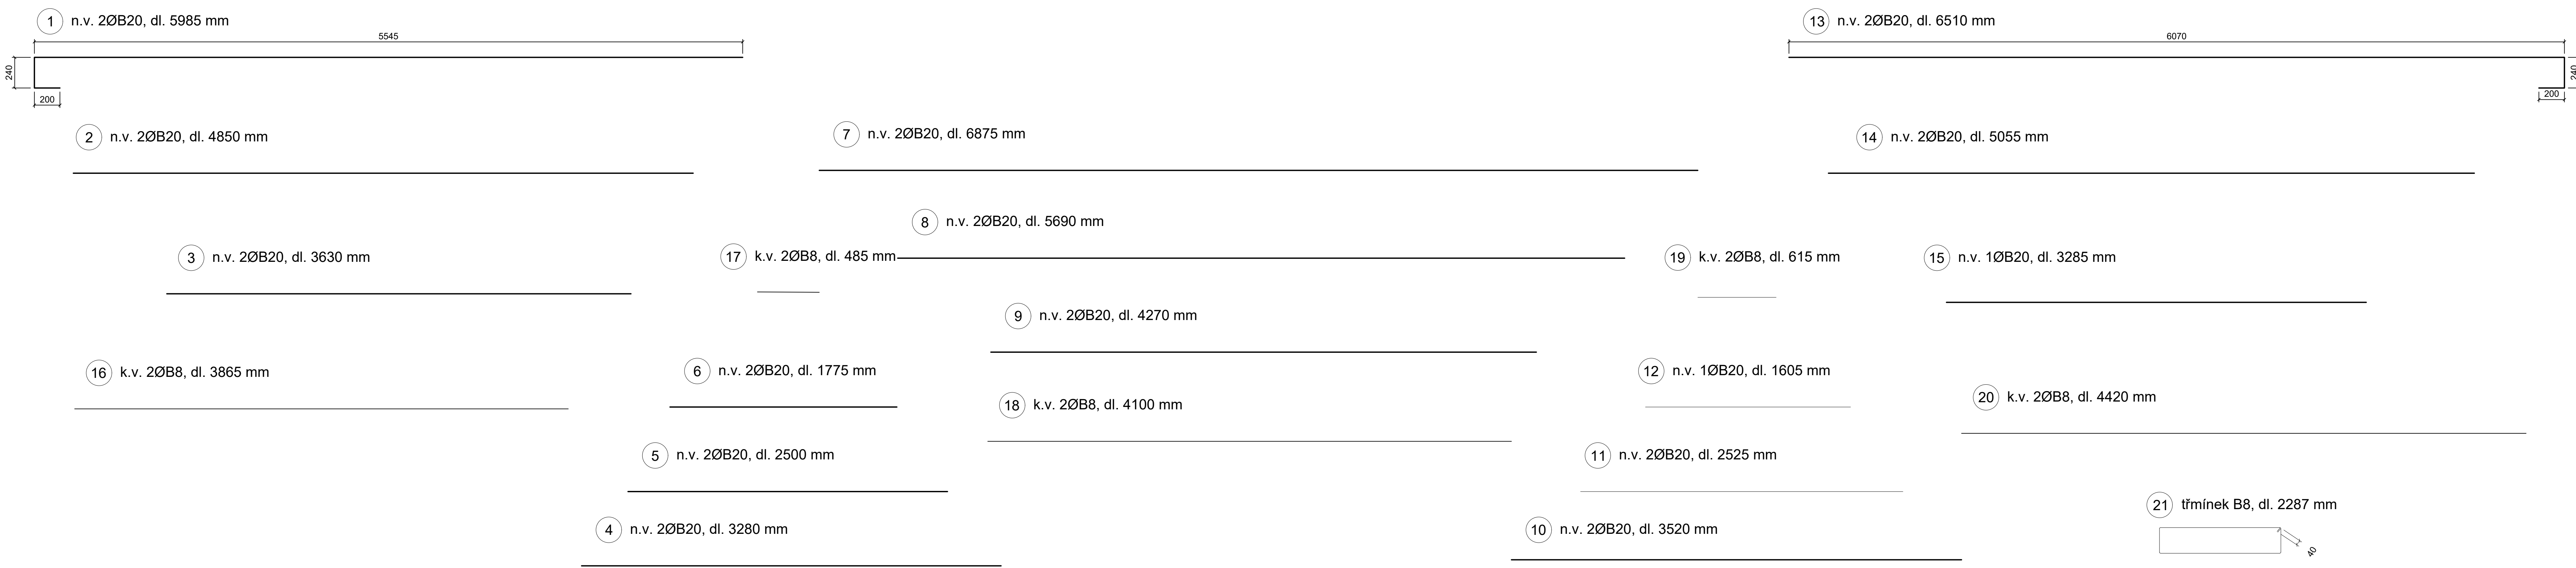 1 n.v. 2ØB20, dl. 5985 mm
13 n.v. 2ØB20, dl. 6510 mm
5545
6070
240
240
200
200
2 n.v. 2ØB20, dl. 4850 mm
7 n.v. 2ØB20, dl. 6875 mm
14 n.v. 2ØB20, dl. 5055 mm
8 n.v. 2ØB20, dl. 5690 mm
3 n.v. 2ØB20, dl. 3630 mm
17 k.v. 2ØB8, dl. 485 mm
19 k.v. 2ØB8, dl. 615 mm
15 n.v. 1ØB20, dl. 3285 mm
9 n.v. 2ØB20, dl. 4270 mm
16 k.v. 2ØB8, dl. 3865 mm
6 n.v. 2ØB20, dl. 1775 mm
12 n.v. 1ØB20, dl. 1605 mm
18 k.v. 2ØB8, dl. 4100 mm
20 k.v. 2ØB8, dl. 4420 mm
5 n.v. 2ØB20, dl. 2500 mm
11 n.v. 2ØB20, dl. 2525 mm
21 třmínek B8, dl. 2287 mm
4 n.v. 2ØB20, dl. 3280 mm
10 n.v. 2ØB20, dl. 3520 mm
40